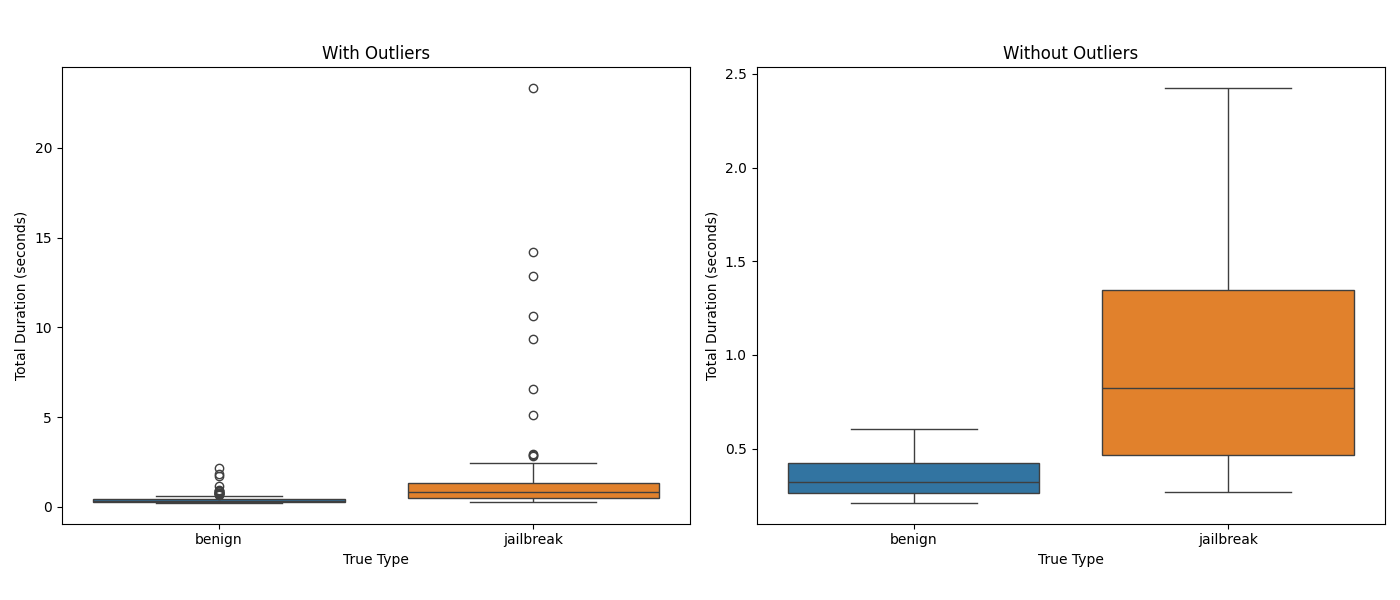 With Outliers
Total Duration (seconds)
20
15
10
5
0
benign
jailbreak
True Type
Without Outliers
Total Duration (seconds)
2.5
2.0
1.5
1.0
0.5
benign
jailbreak
True Type